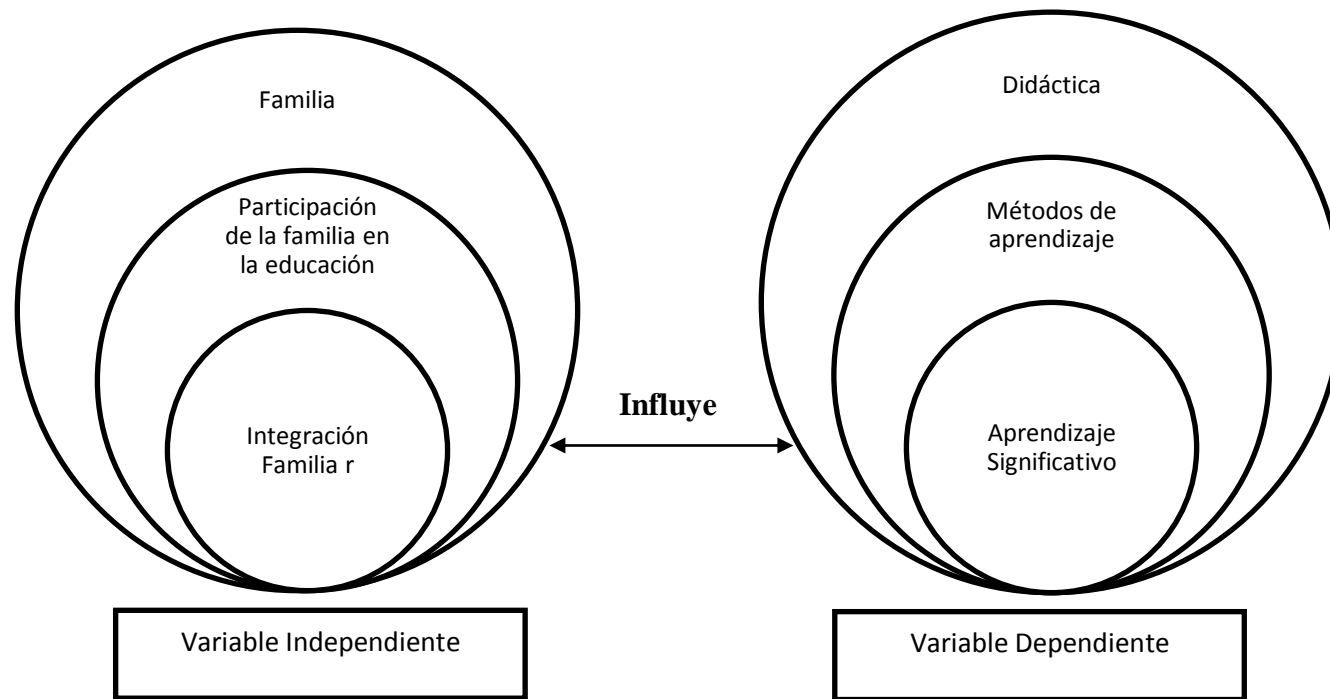 Familia
Participación
de la familia en
la educación
Integración
Familia r
Variable Independiente
Influye
Didáctica
Métodos de
aprendizaje
Aprendizaje
Significativo
Variable Dependiente